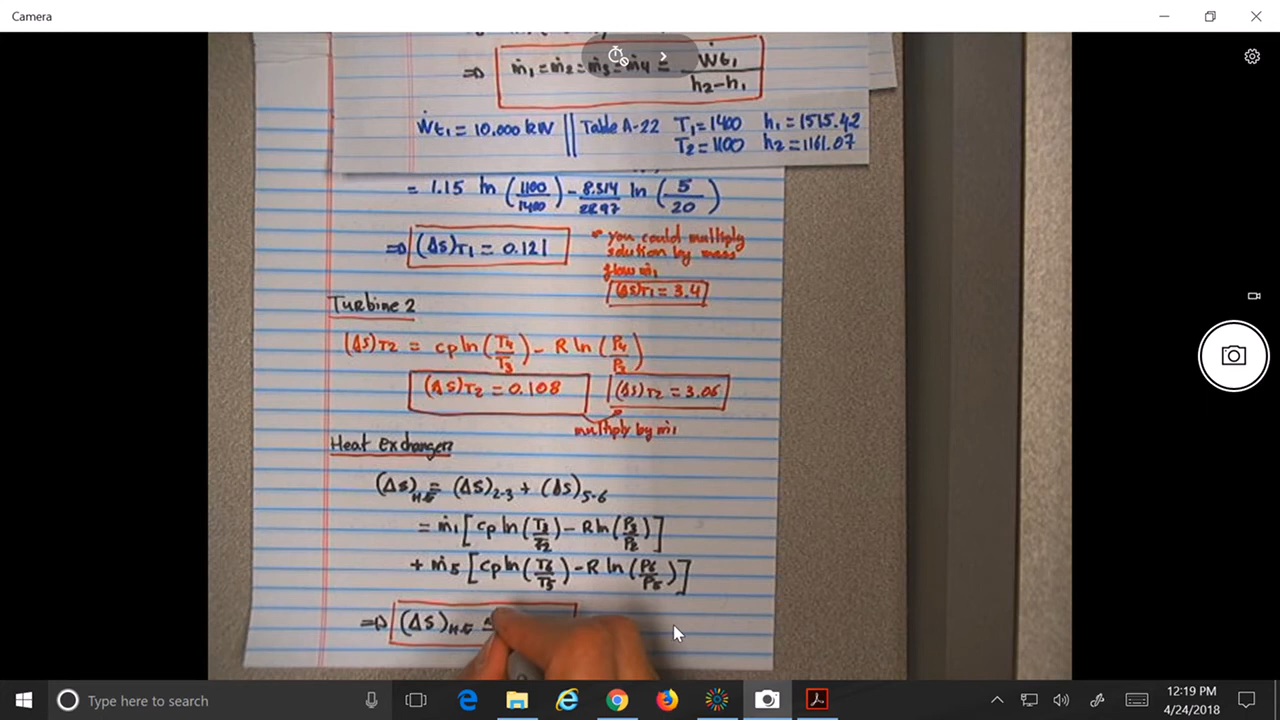 Camera
⇒ ṁ1 = ṁ2 = ṁ3 = ṁ4 = Ẇt1 / h2-h1
Ẇt1 = 10.000 kW || Table A-22 T1 = 1400 h1 = 1515.42
T2 = 1100 h2 = 1161.07
= 1.15 ln (1100/1400) - 8.314/28.97 ln (5/20)
⇒ (Δs)T1 = 0.121
* you could multiply
solution by mass
flow ṁ1
(Δs)T1 = 3.4
Turbine 2
(Δs)T2 = cp ln (T4/T3) - R ln (P4/P3)
(Δs)T2 = 0.108 (Δs)T2 = 3.06
multiply by ṁ1
Heat Exchanger
(Δs)H.E = (Δs)2-3 + (Δs)5-6
= ṁ1 [cp ln (T3/T2) - R ln (P3/P2)]
+ ṁ5 [cp ln (T6/T5) - R ln (P6/P5)]
⇒ (Δs)H.E =
Type here to search
12:19 PM
4/24/2018